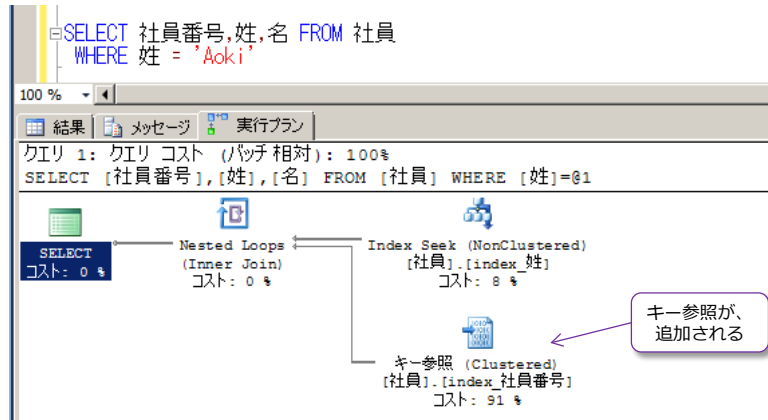 SELECT 社員番号,姓,名 FROM 社員
WHERE 姓 = 'Aoki'
100 %
結果 メッセージ 実行プラン
クエリ 1: クエリ コスト (バッチ相対): 100%
SELECT [社員番号],[姓],[名] FROM [社員] WHERE [姓]=@1
SELECT
コスト: 0 %
Nested Loops
(Inner Join)
コスト: 0 %
Index Seek (NonClustered)
[社員].[index_姓]
コスト: 8 %
キー参照が、
追加される
キー参照 (Clustered)
[社員].[index_社員番号]
コスト: 91 %